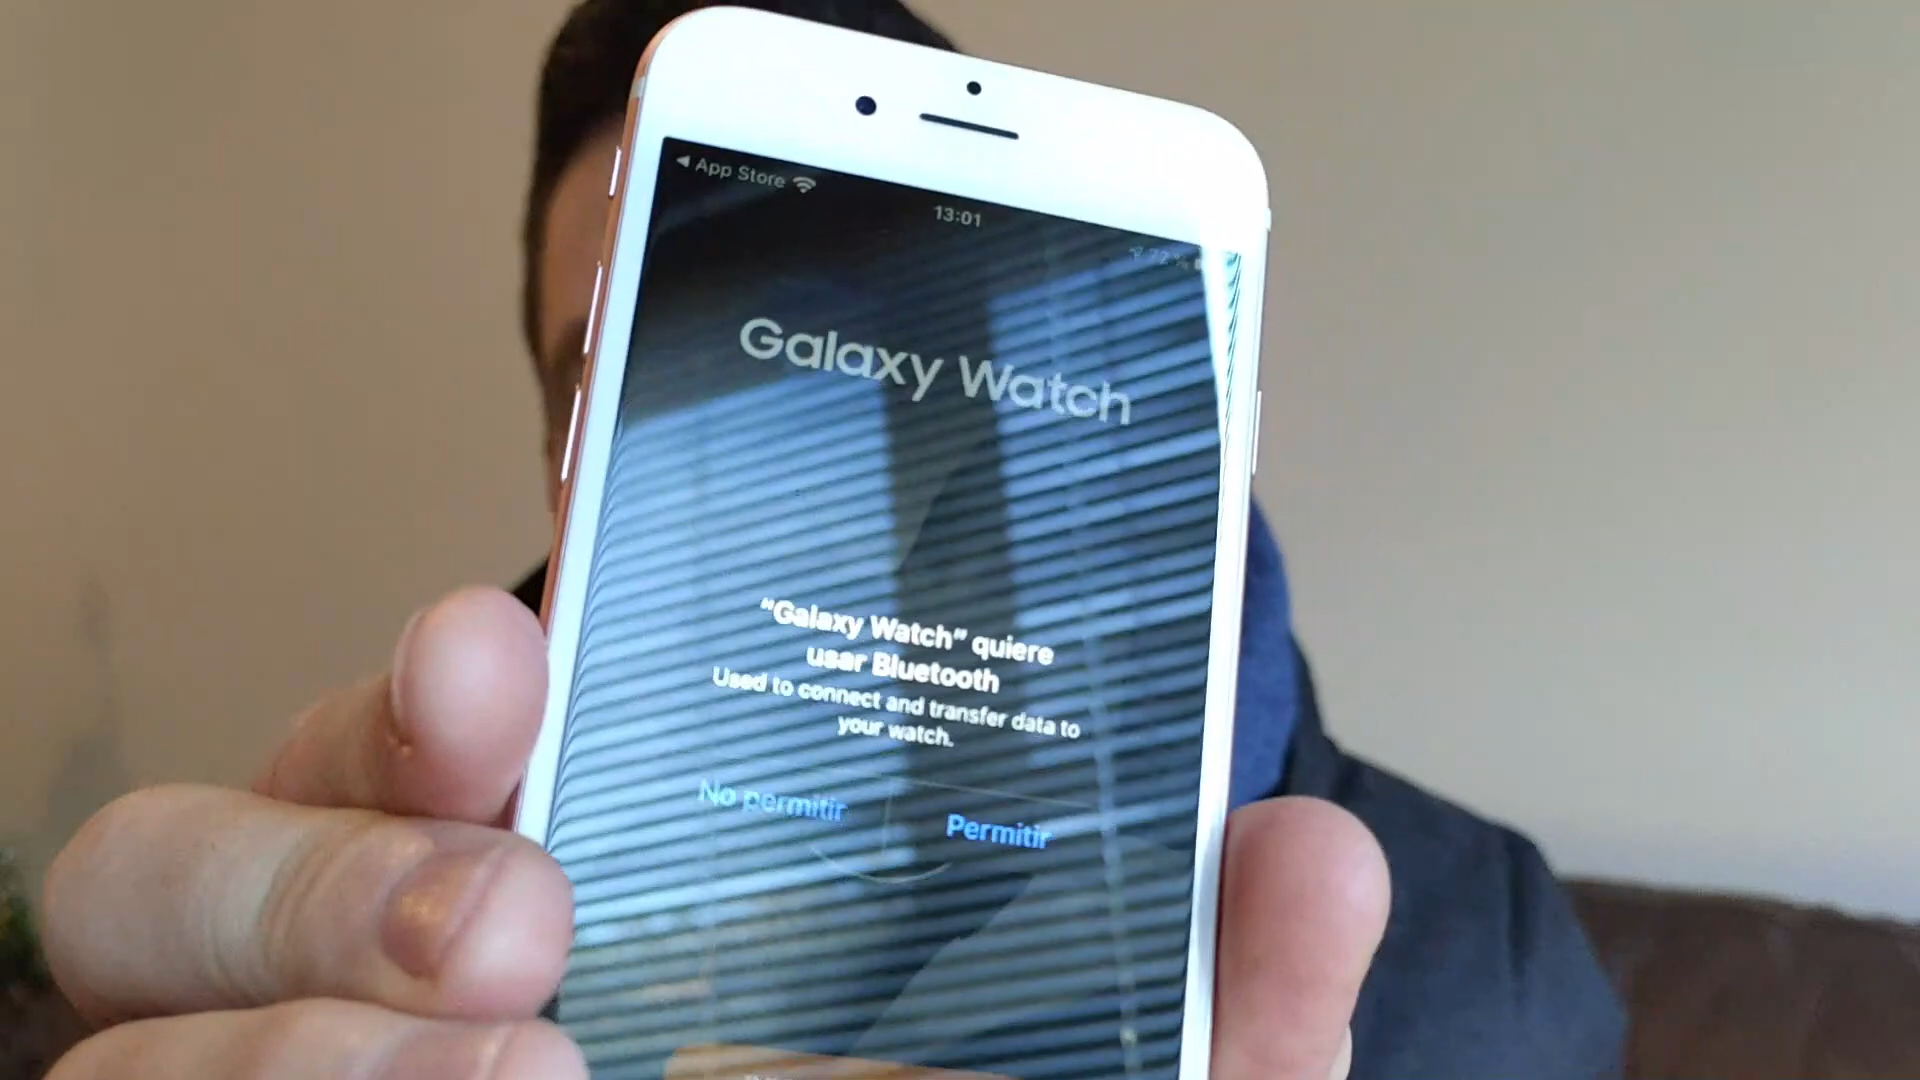 App Store
13:01
72 %
Galaxy Watch
"Galaxy Watch" quiere
usar Bluetooth
Used to connect and transfer data to
your watch.
No permitir
Permitir